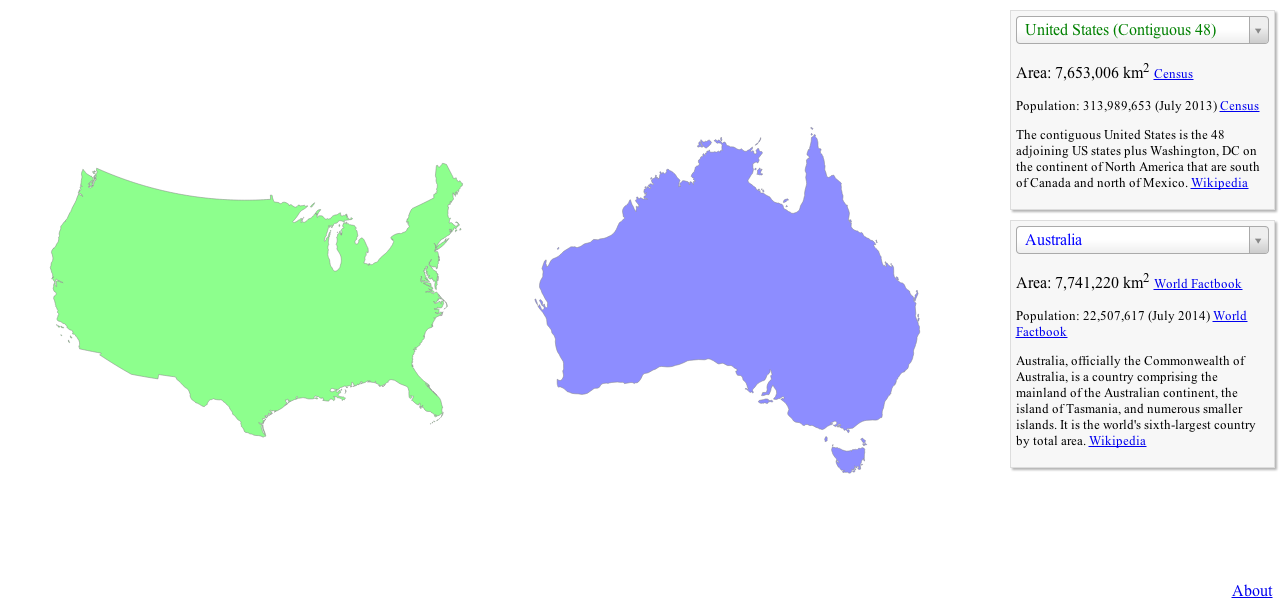 United States (Contiguous 48)
Area: 7,653,006 km² Census
Population: 313,989,653 (July 2013) Census
The contiguous United States is the 48
adjoining US states plus Washington, DC on
the continent of North America that are south
of Canada and north of Mexico. Wikipedia
Australia
Area: 7,741,220 km² World Factbook
Population: 22,507,617 (July 2014) World
Factbook
Australia, officially the Commonwealth of
Australia, is a country comprising the
mainland of the Australian continent, the
island of Tasmania, and numerous smaller
islands. It is the world's sixth-largest country
by total area. Wikipedia
About